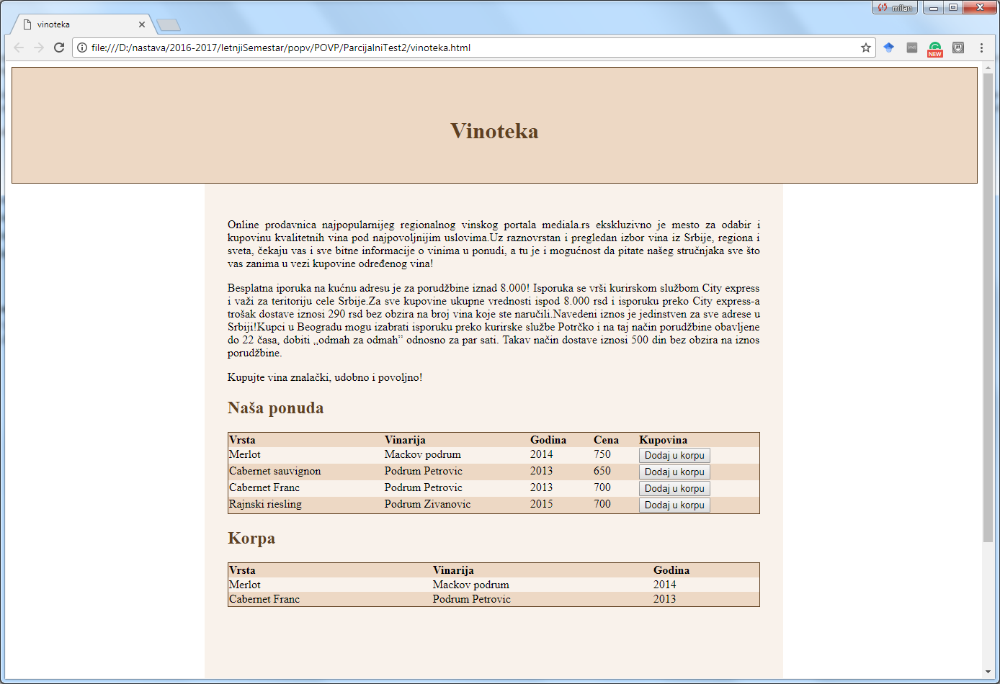 milan
vinoteka
file:///D:/nastava/2016-2017/letnjiSemestar/popv/POVP/ParcijalniTest2/vinoteka.html
NEW
Vinoteka
Online prodavnica najpopularnijeg regionalnog vinskog portala mediala.rs ekskluzivno je mesto za odabir i
kupovinu kvalitetnih vina pod najpovoljnijim uslovima.Uz raznovrstan i pregledan izbor vina iz Srbije, regiona i
sveta, čekaju vas i sve bitne informacije o vinima u ponudi, a tu je i mogućnost da pitate našeg stručnjaka sve što
vas zanima u vezi kupovine određenog vina!
Besplatna iporuka na kućnu adresu je za porudžbine iznad 8.000! Isporuka se vrši kurirskom službom City express
i važi za teritoriju cele Srbije.Za sve kupovine ukupne vrednosti ispod 8.000 rsd i isporuku preko City express-a
trošak dostave iznosi 290 rsd bez obzira na broj vina koje ste naručili.Navedeni iznos je jedinstven za sve adrese u
Srbiji!Kupci u Beogradu mogu izabrati isporuku preko kurirske službe Potrčko i na taj način porudžbine obavljene
do 22 časa, dobiti „odmah za odmah” odnosno za par sati. Takav način dostave iznosi 500 din bez obzira na iznos
porudžbine.
Kupujte vina znalački, udobno i povoljno!
Naša ponuda
Vrsta Vinarija Godina Cena Kupovina
Merlot Mackov podrum 2014 750 Dodaj u korpu
Cabernet sauvignon Podrum Petrovic 2013 650 Dodaj u korpu
Cabernet Franc Podrum Petrovic 2013 700 Dodaj u korpu
Rajnski riesling Podrum Zivanovic 2015 700 Dodaj u korpu
Korpa
Vrsta Vinarija Godina
Merlot Mackov podrum 2014
Cabernet Franc Podrum Petrovic 2013